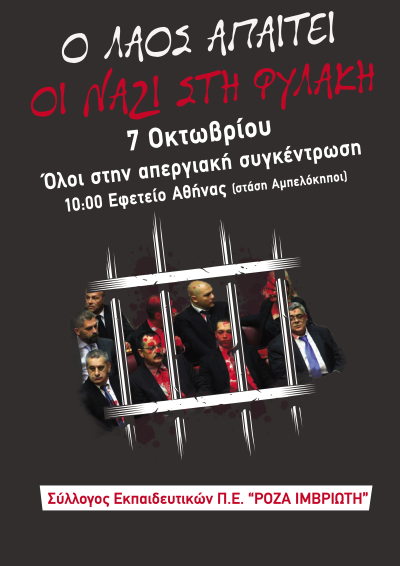 Ο ΛΑΟΣ ΑΠΑΙΤΕΙ
ΟΙ ΝΑΖΙ ΣΤΗ ΦΥΛΑΚΗ
7 Οκτωβρίου
Όλοι στην απεργιακή συγκέντρωση
10:00 Εφετείο Αθήνας (στάση Αμπελόκηποι)
Σύλλογος Εκπαιδευτικών Π.Ε. “ΡΟΖΑ ΙΜΒΡΙΩΤΗ”